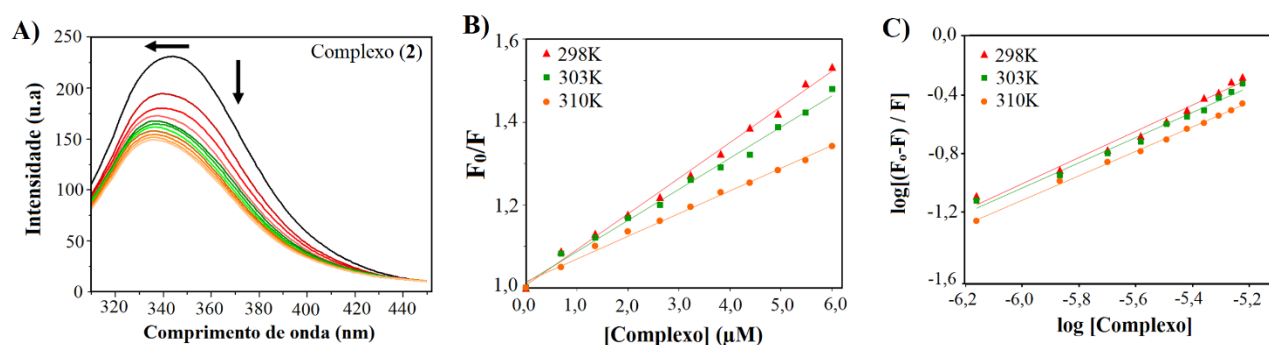 A)
Complexo (2)
Intensidade (u.a)
250
200
150
100
50
0
320 340 360 380 400 420 440
Comprimento de onda (nm)
B)
298K
303K
310K
F₀/F
1,6
1,4
1,2
1,0
0,0 1,0 2,0 3,0 4,0 5,0 6,0
[Complexo] (µM)
C)
298K
303K
310K
log[(F₀-F) / F]
0,0
-0,4
-0,8
-1,2
-1,6
-6,2 -6,0 -5,8 -5,6 -5,4 -5,2
log [Complexo]